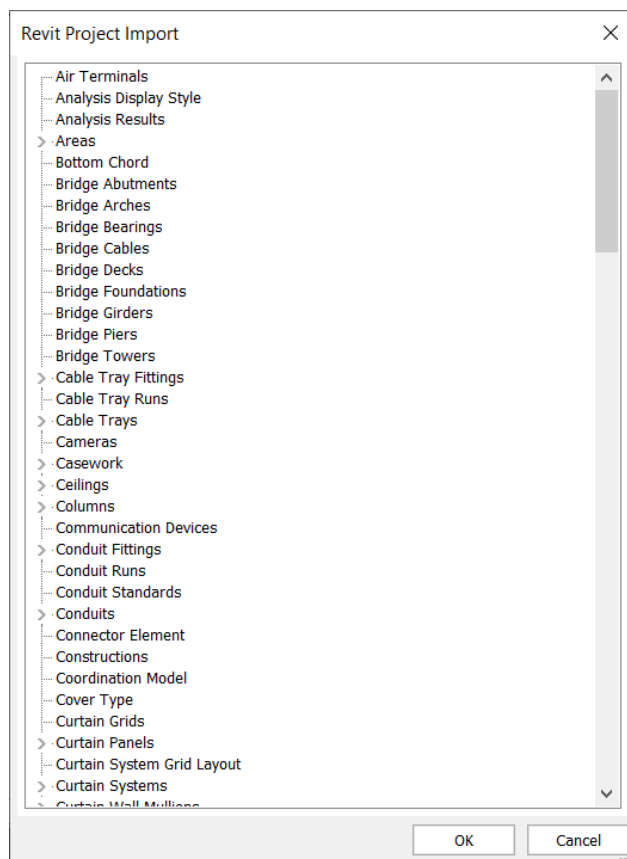 Revit Project Import
Air Terminals
Analysis Display Style
Analysis Results
Areas
Bottom Chord
Bridge Abutments
Bridge Arches
Bridge Bearings
Bridge Cables
Bridge Decks
Bridge Foundations
Bridge Girders
Bridge Piers
Bridge Towers
Cable Tray Fittings
Cable Tray Runs
Cable Trays
Cameras
Casework
Ceilings
Columns
Communication Devices
Conduit Fittings
Conduit Runs
Conduit Standards
Conduits
Connector Element
Constructions
Coordination Model
Cover Type
Curtain Grids
Curtain Panels
Curtain System Grid Layout
Curtain Systems
Curtain Wall Mullions
OK Cancel